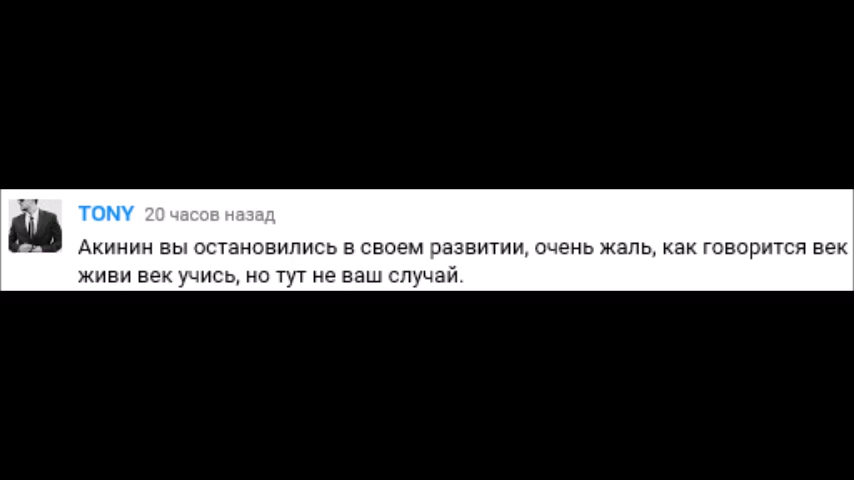 TONY 20 часов назад
Акинин вы остановились в своем развитии, очень жаль, как говорится век
живи век учись, но тут не ваш случай.